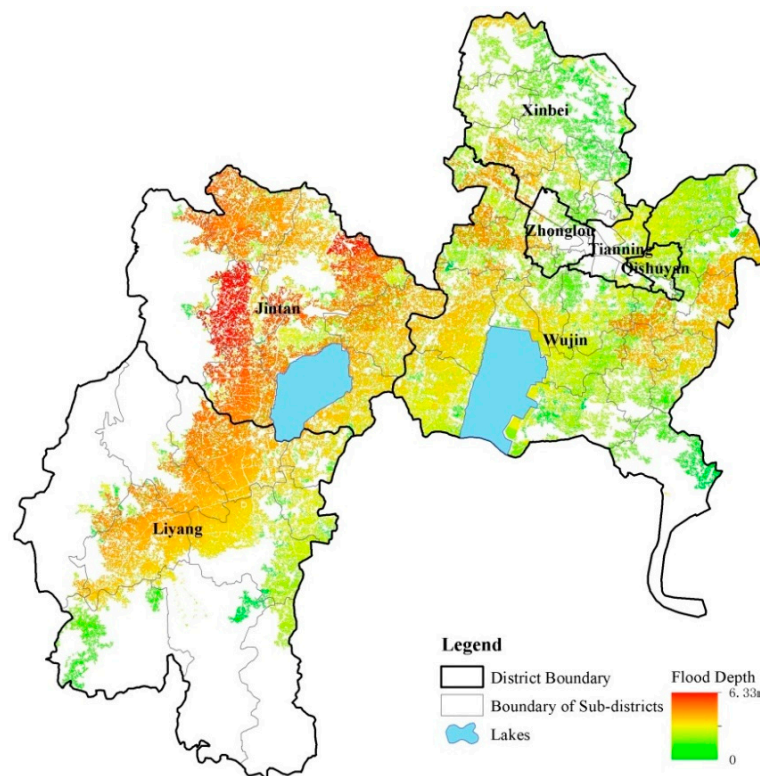 Xinbei
Zhonglou
Tianning
Qishuyan
Jintan
Wujin
Liyang
Legend
District Boundary
Boundary of Sub-districts
Lakes
Flood Depth
6.33m
0